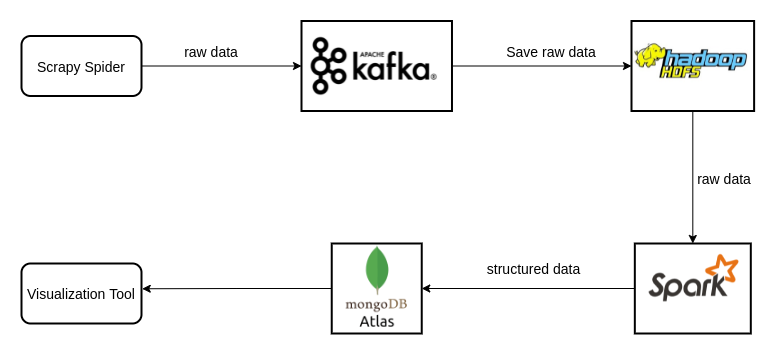 Scrapy Spider
raw data
APACHE
kafka®
Save raw data
hadoop
HDFS
raw data
Spark
structured data
mongoDB
Atlas
Visualization Tool